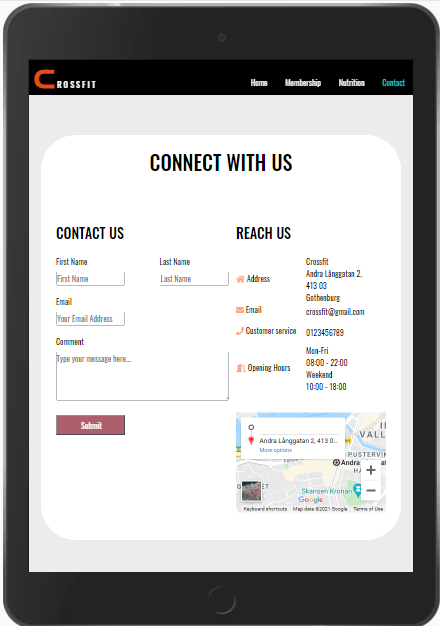 CROSSFIT
Home Membership Nutrition Contact
CONNECT WITH US
CONTACT US
First Name Last Name
First Name Last Name
Email
Your Email Address
Comment
Type your message here...
Submit
REACH US
Address
Crossfit
Andra Långgatan 2,
413 03
Gothenburg
Email crossfit@gmail.com
Customer service 0123456789
Opening Hours
Mon-Fri
08:00 - 22:00
Weekend
10:00 - 18:00
Andra Långgatan 2, 413 0...
More options
VALL
PUSTERVIK
Andra
HA
ET
Skansen Kronan
Google
Keyboard shortcuts Map data ©2021 Google Terms of Use